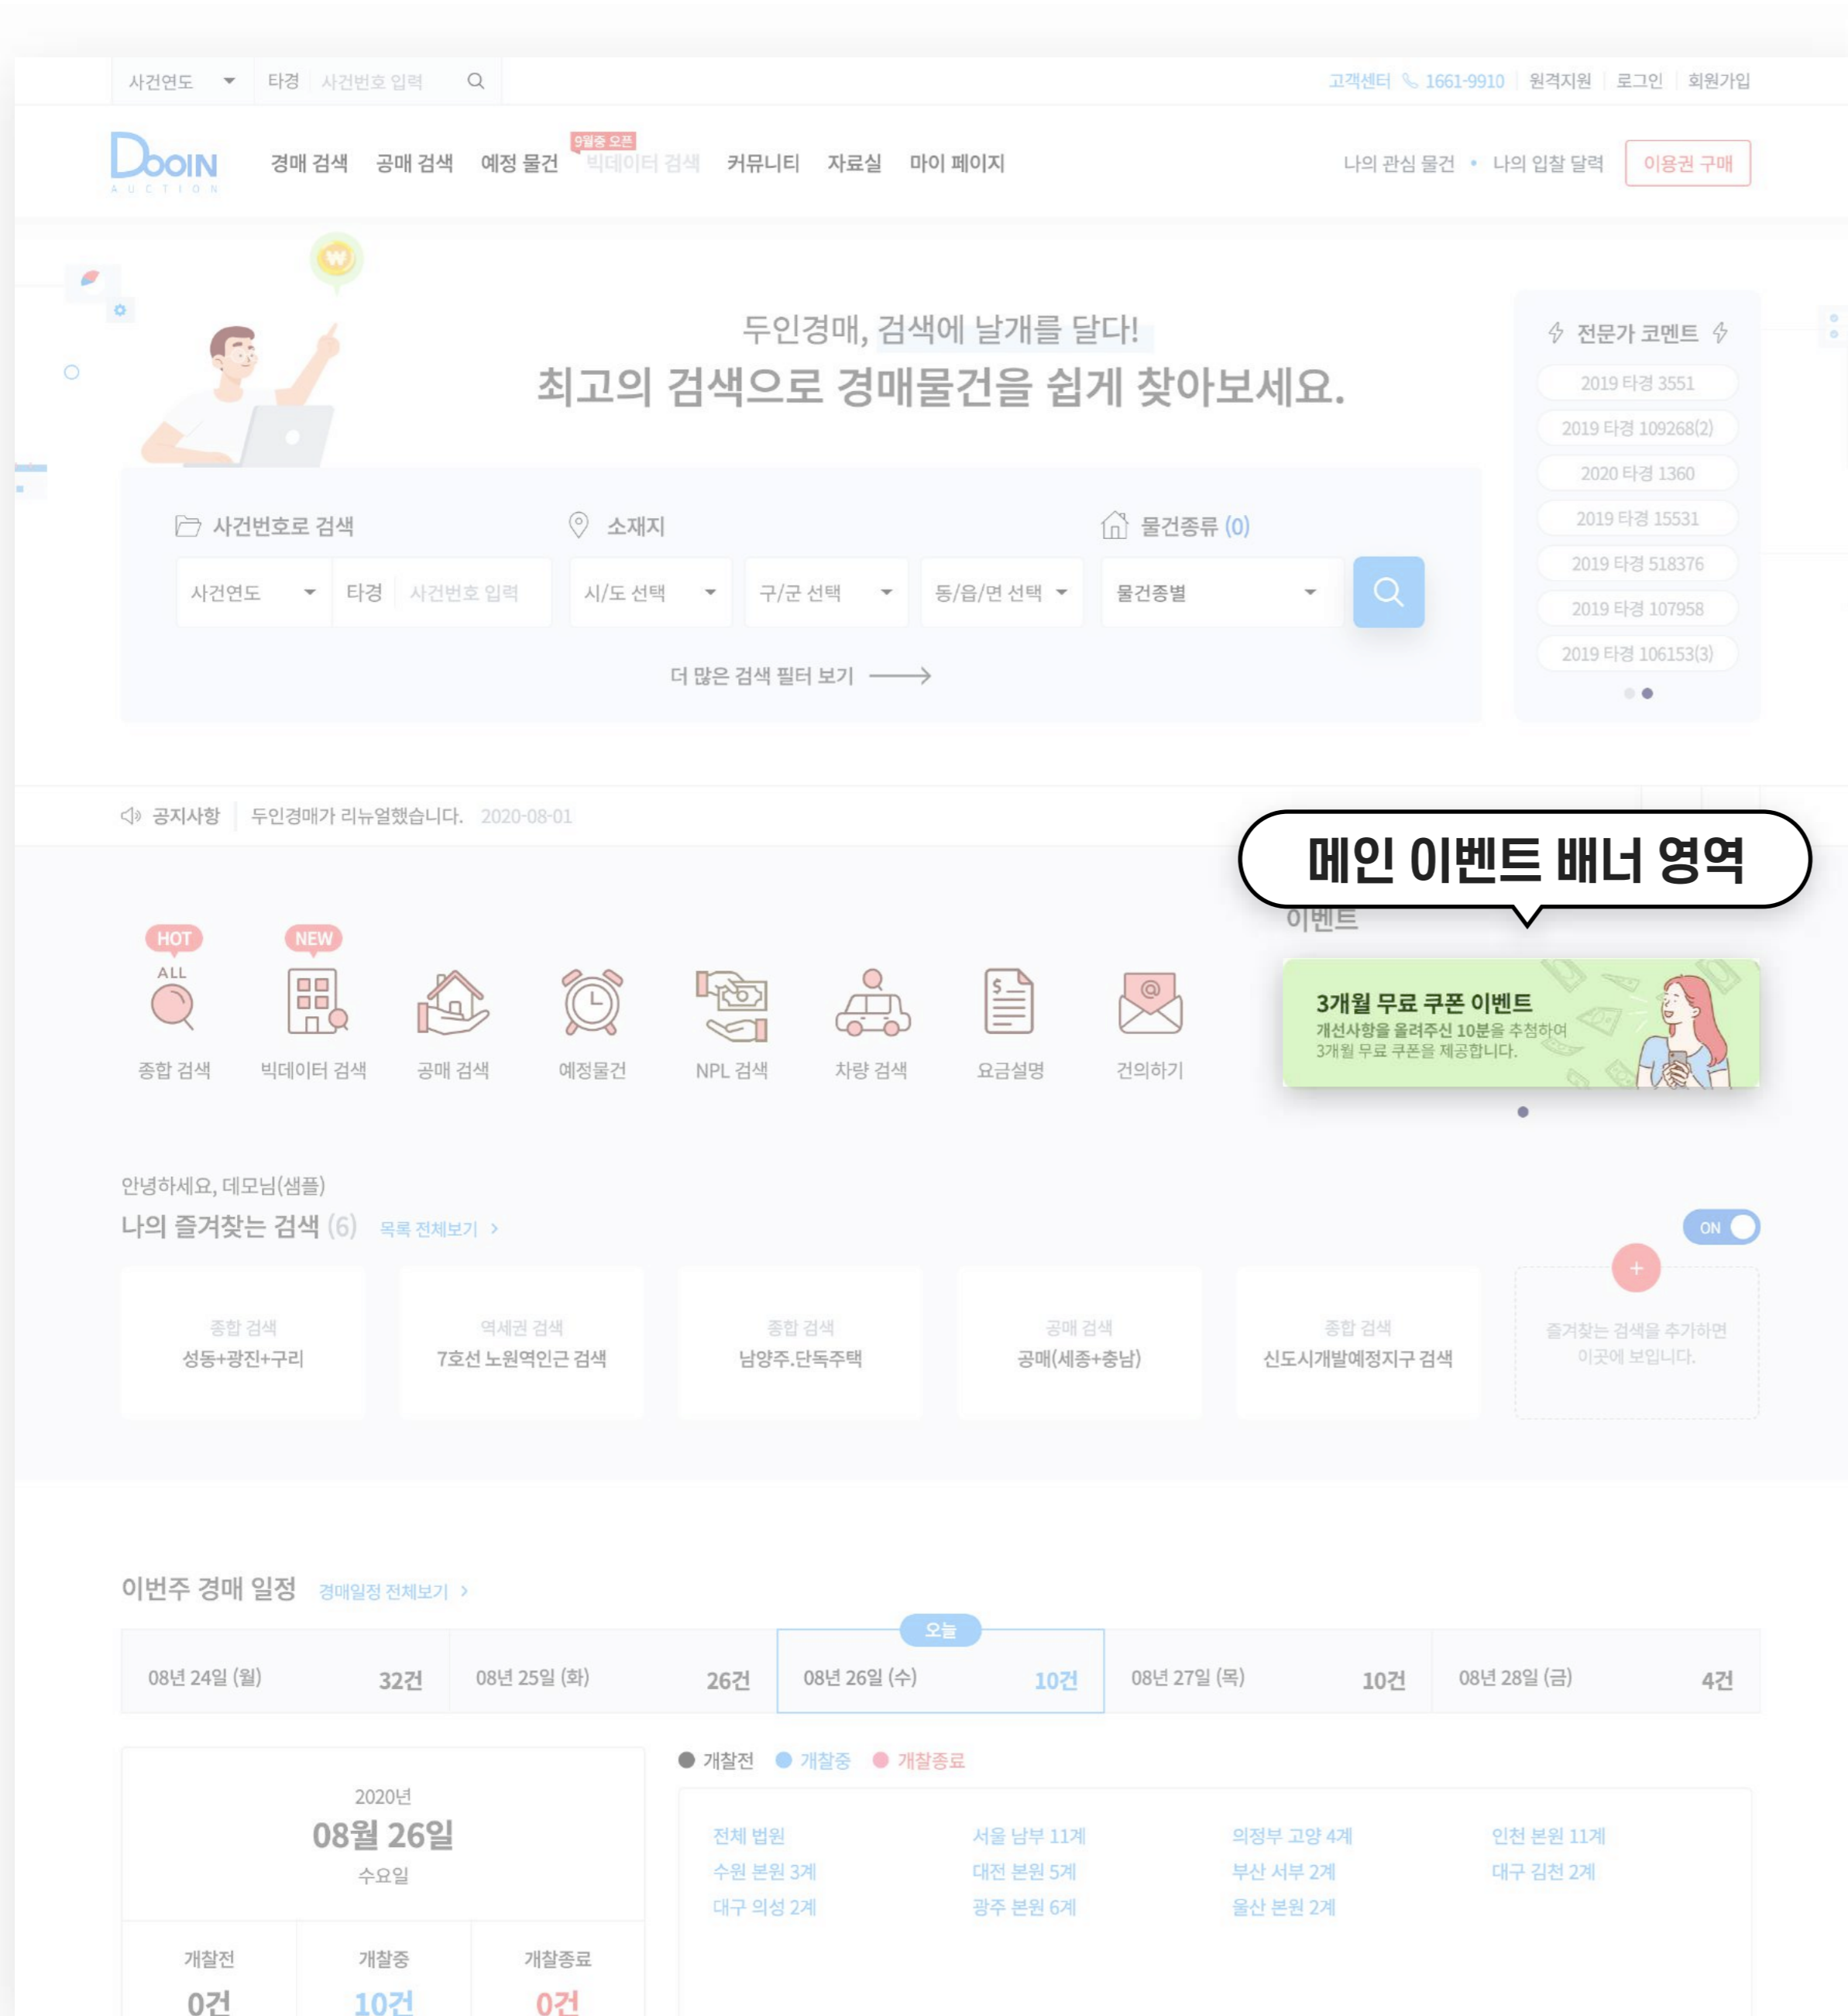 사건연도 타경 사건번호 입력 고객센터 1661-9910 원격지원 로그인 회원가입
9월중 오픈
DOOIN
AUCTION
경매 검색 공매 검색 예정 물건 빅데이터 검색 커뮤니티 자료실 마이 페이지 나의 관심 물건 • 나의 입찰 달력 이용권 구매
₩
두인경매, 검색에 날개를 달다!
최고의 검색으로 경매물건을 쉽게 찾아보세요.
전문가 코멘트
2019 타경 3551
2019 타경 109268(2)
2020 타경 1360
2019 타경 15531
2019 타경 518376
2019 타경 107958
2019 타경 106153(3)
사건번호로 검색 소재지 물건종류 (0)
사건연도 타경 사건번호 입력 시/도 선택 구/군 선택 동/읍/면 선택 물건종별
더 많은 검색 필터 보기
공지사항 두인경매가 리뉴얼했습니다. 2020-08-01
메인 이벤트 배너 영역
이벤트
HOT NEW
ALL
종합 검색 빅데이터 검색 공매 검색 예정물건 NPL 검색 차량 검색 요금설명 건의하기
3개월 무료 쿠폰 이벤트
개선사항을 올려주신 10분을 추첨하여
3개월 무료 쿠폰을 제공합니다.
안녕하세요, 데모님(샘플)
나의 즐겨찾는 검색 (6) 목록 전체보기 >
ON
+
종합 검색
성동+광진+구리
역세권 검색
7호선 노원역인근 검색
종합 검색
남양주.단독주택
공매 검색
공매(세종+충남)
종합 검색
신도시개발예정지구 검색
즐겨찾는 검색을 추가하면
이곳에 보입니다.
이번주 경매 일정 경매일정 전체보기 >
오늘
08년 24일 (월) 32건 08년 25일 (화) 26건 08년 26일 (수) 10건 08년 27일 (목) 10건 08년 28일 (금) 4건
2020년
08월 26일
수요일
개찰전 개찰중 개찰종료
0건 10건 0건
개찰전 개찰중 개찰종료
전체 법원 서울 남부 11계 의정부 고양 4계 인천 본원 11계
수원 본원 3계 대전 본원 5계 부산 서부 2계 대구 김천 2계
대구 의성 2계 광주 본원 6계 울산 본원 2계